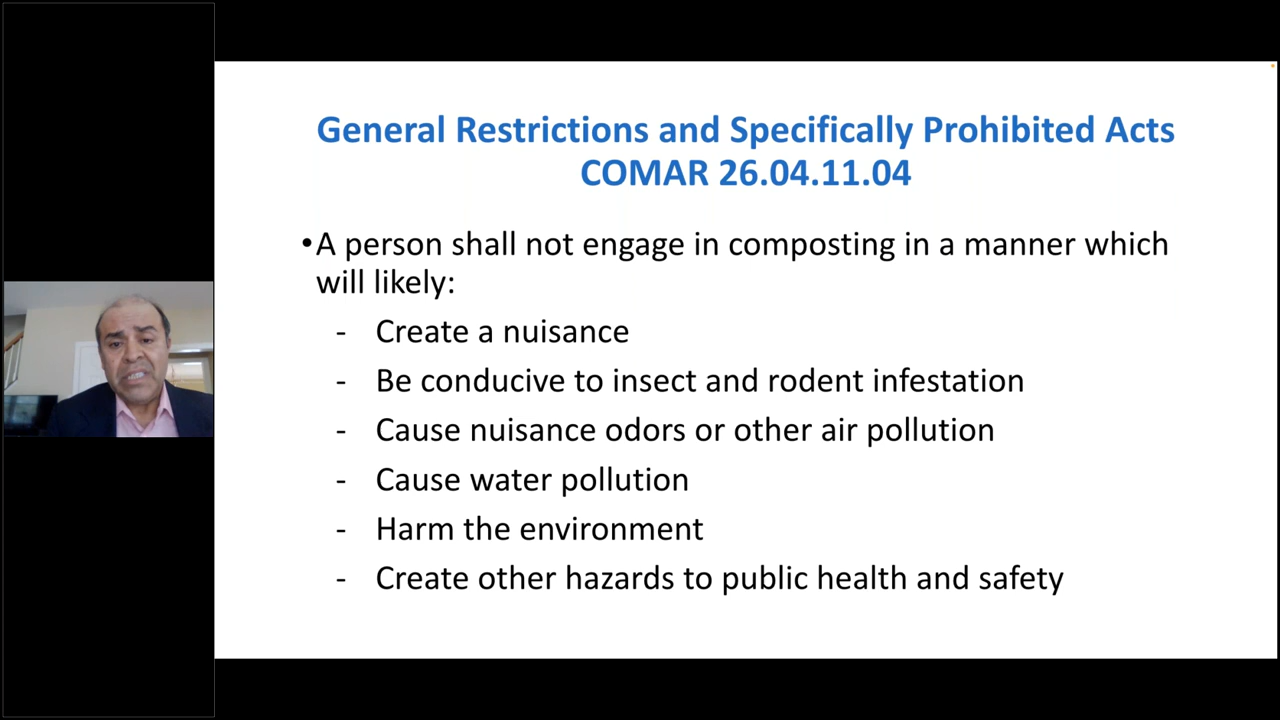 General Restrictions and Specifically Prohibited Acts
COMAR 26.04.11.04
•A person shall not engage in composting in a manner which
will likely:
- Create a nuisance
- Be conducive to insect and rodent infestation
- Cause nuisance odors or other air pollution
- Cause water pollution
- Harm the environment
- Create other hazards to public health and safety